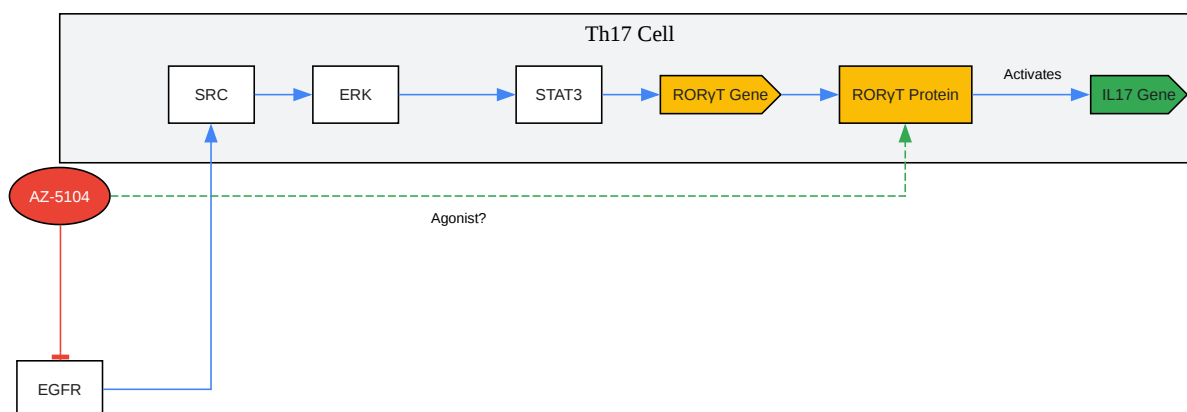 Th17 Cell
SRC
ERK
STAT3
RORγT Gene
RORγT Protein
Activates
IL17 Gene
AZ-5104
Agonist?
EGFR